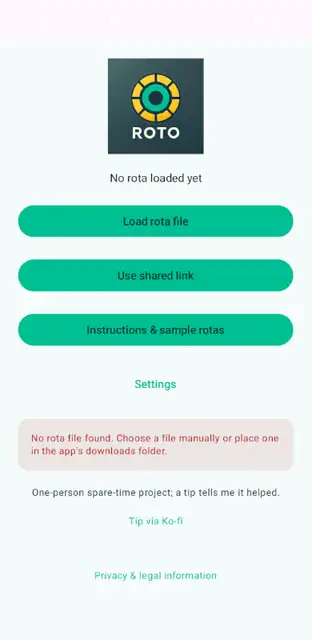 ROTO
No rota loaded yet
Load rota file
Use shared link
Instructions & sample rotas
Settings
No rota file found. Choose a file manually or place one
in the app's downloads folder.
One-person spare-time project; a tip tells me it helped.
Tip via Ko-fi
Privacy & legal information